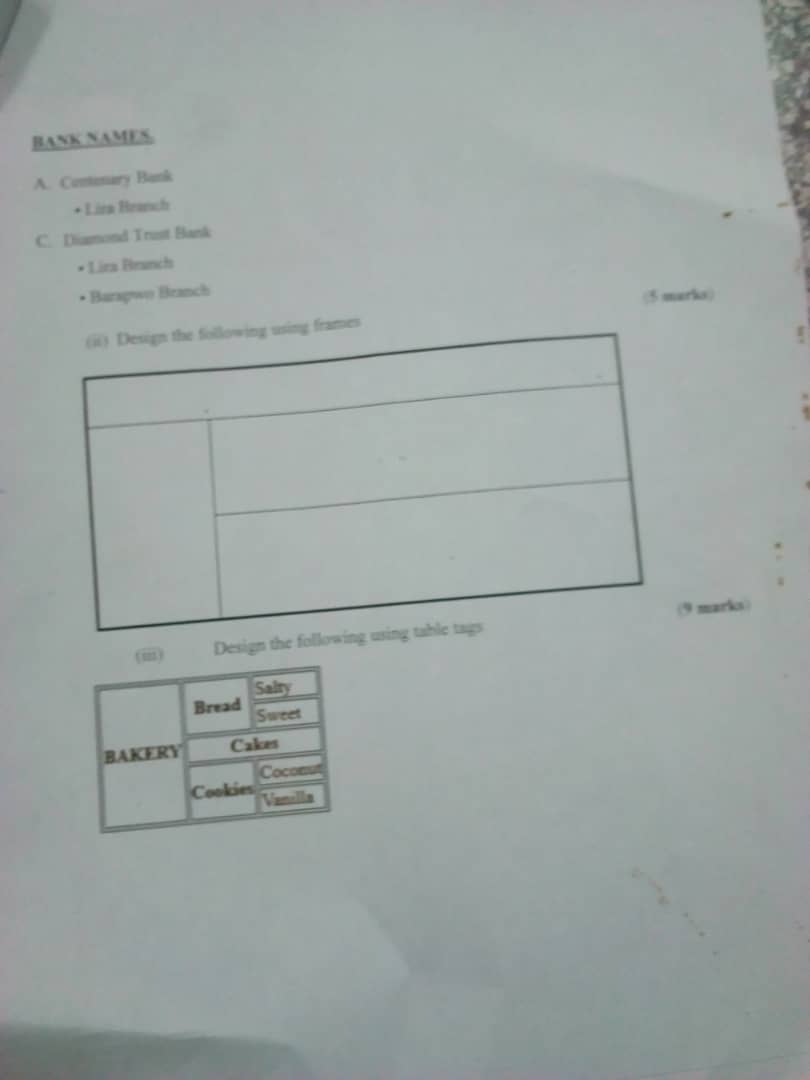 BANK NAMES.
A. Centenary Bank
• Lira Branch
C. Diamond Trust Bank
• Lira Branch
• Barapwo Branch
(5 marks)
(ii) Design the following using frames
(9 marks)
(iii) Design the following using table tags
BAKERY
Bread
Salty
Sweet
Cakes
Cookies
Coconut
Vanilla